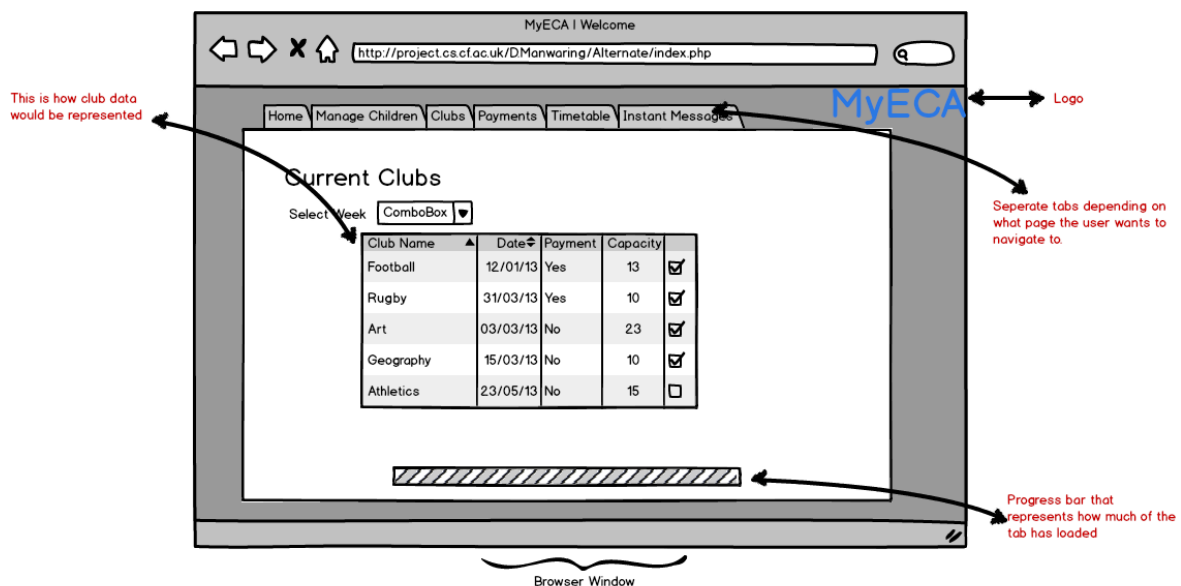 MyECA | Welcome
http://project.cs.cf.ac.uk/D.Manwaring/Alternate/index.php
This is how club data
would be represented
MyECA
Logo
Home Manage Children Clubs Payments Timetable Instant Messages
Current Clubs
Select Week ComboBox
Seperate tabs depending on
what page the user wants to
navigate to.
Club Name Date Payment Capacity
Football 12/01/13 Yes 13
Rugby 31/03/13 Yes 10
Art 03/03/13 No 23
Geography 15/03/13 No 10
Athletics 23/05/13 No 15
Progress bar that
represents how much of the
tab has loaded
Browser Window